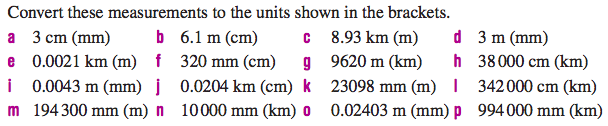 Convert these measurements to the units shown in the brackets.
a 3 cm (mm) b 6.1 m (cm) c 8.93 km (m) d 3 m (mm)
e 0.0021 km (m) f 320 mm (cm) g 9620 m (km) h 38 000 cm (km)
i 0.0043 m (mm) j 0.0204 km (cm) k 23098 mm (m) l 342 000 cm (km)
m 194 300 mm (m) n 10 000 mm (km) o 0.02403 m (mm) p 994 000 mm (km)